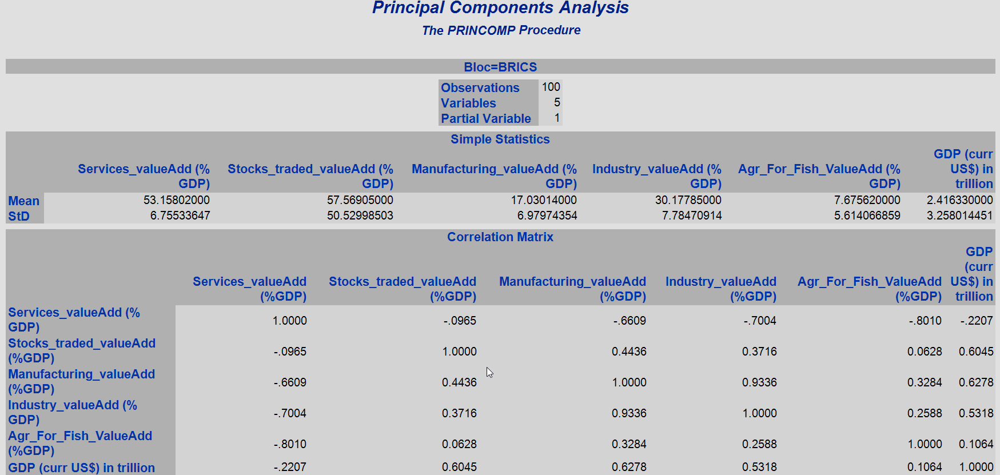 Principal Components Analysis
The PRINCOMP Procedure
Bloc=BRICS
Observations 100
Variables 5
Partial Variable 1
Simple Statistics
Services_valueAdd (%GDP) Stocks_traded_valueAdd (%GDP) Manufacturing_valueAdd (%GDP) Industry_valueAdd (%GDP) Agr_For_Fish_ValueAdd (%GDP) GDP (curr US$) in trillion
Mean 53.15802000 57.56905000 17.03014000 30.17785000 7.675620000 2.416330000
StD 6.75533647 50.52998503 6.97974354 7.78470914 5.614066859 3.258014451
Correlation Matrix
Services_valueAdd (%GDP) Stocks_traded_valueAdd (%GDP) Manufacturing_valueAdd (%GDP) Industry_valueAdd (%GDP) Agr_For_Fish_ValueAdd (%GDP) GDP (curr US$) in trillion
Services_valueAdd (%GDP) 1.0000 -.0965 -.6609 -.7004 -.8010 -.2207
Stocks_traded_valueAdd (%GDP) -.0965 1.0000 0.4436 0.3716 0.0628 0.6045
Manufacturing_valueAdd (%GDP) -.6609 0.4436 1.0000 0.9336 0.3284 0.6278
Industry_valueAdd (%GDP) -.7004 0.3716 0.9336 1.0000 0.2588 0.5318
Agr_For_Fish_ValueAdd (%GDP) -.8010 0.0628 0.3284 0.2588 1.0000 0.1064
GDP (curr US$) in trillion -.2207 0.6045 0.6278 0.5318 0.1064 1.0000